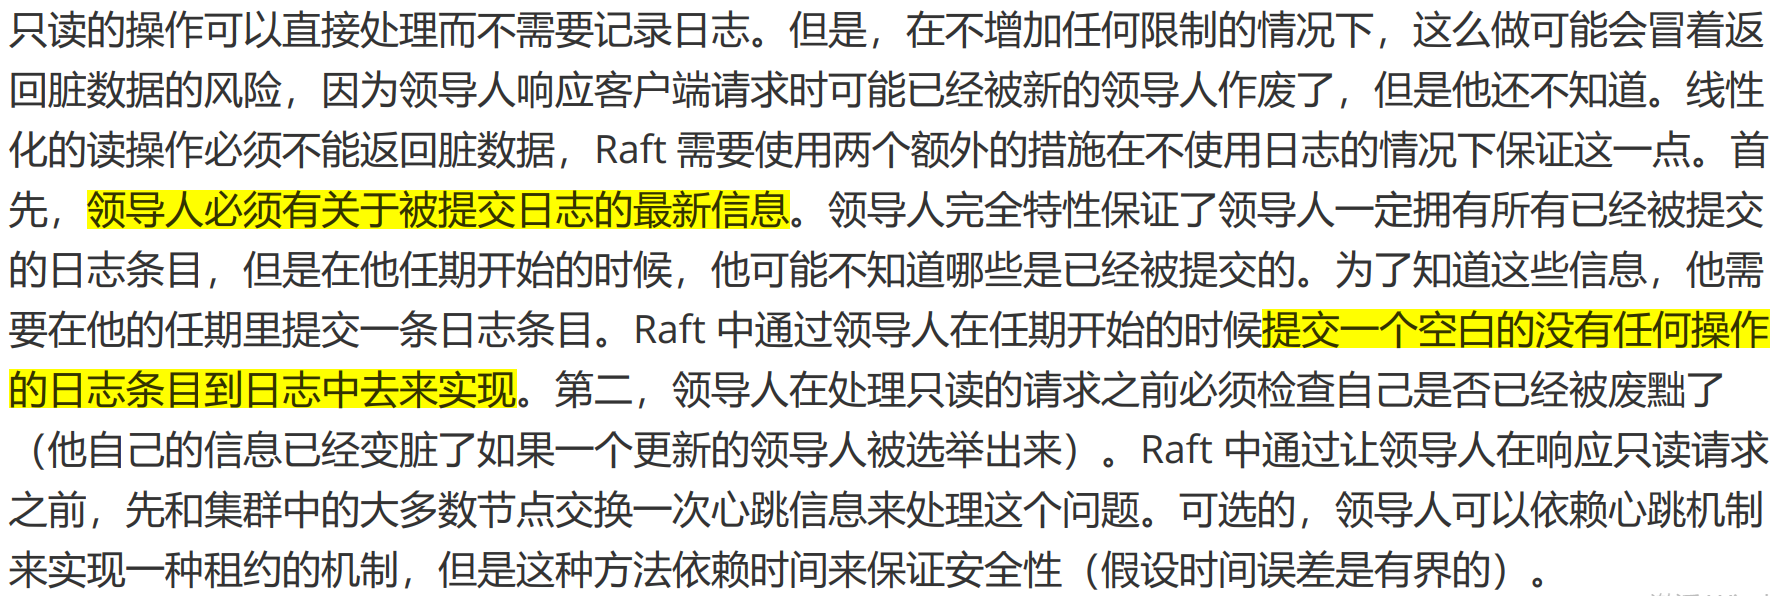 只读的操作可以直接处理而不需要记录日志。但是，在不增加任何限制的情况下，这么做可能会冒着返
回脏数据的风险，因为领导人响应客户端请求时可能已经被新的领导人作废了，但是他还不知道。线性
化的读操作必须不能返回脏数据，Raft 需要使用两个额外的措施在不使用日志的情况下保证这一点。首
先，领导人必须有关于被提交日志的最新信息。领导人完全特性保证了领导人一定拥有所有已经被提交
的日志条目，但是在他任期开始的时候，他可能不知道哪些是已经被提交的。为了知道这些信息，他需
要在他的任期里提交一条日志条目。Raft 中通过领导人在任期开始的时候提交一个空白的没有任何操作
的日志条目到日志中去来实现。第二，领导人在处理只读的请求之前必须检查自己是否已经被废黜了
（他自己的信息已经变脏了如果一个更新的领导人被选举出来）。Raft 中通过让领导人在响应只读请求
之前，先和集群中的大多数节点交换一次心跳信息来处理这个问题。可选的，领导人可以依赖心跳机制
来实现一种租约的机制，但是这种方法依赖时间来保证安全性（假设时间误差是有界的）。